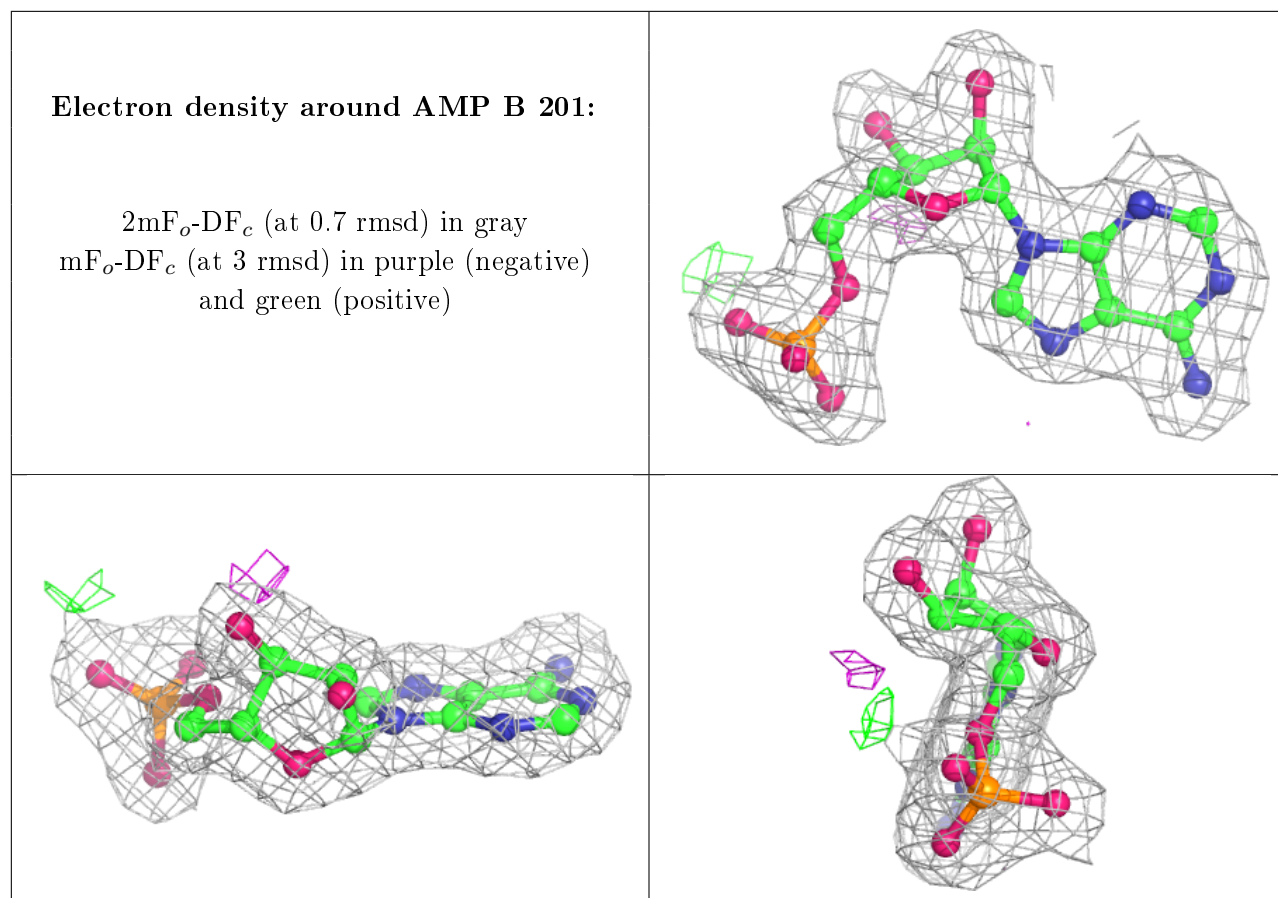 Electron density around AMP B 201:
2mFₒ-DF𝒸 (at 0.7 rmsd) in gray
mFₒ-DF𝒸 (at 3 rmsd) in purple (negative)
and green (positive)